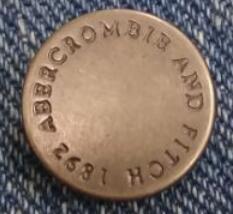 ABERCROMBIE AND FITCH 1892